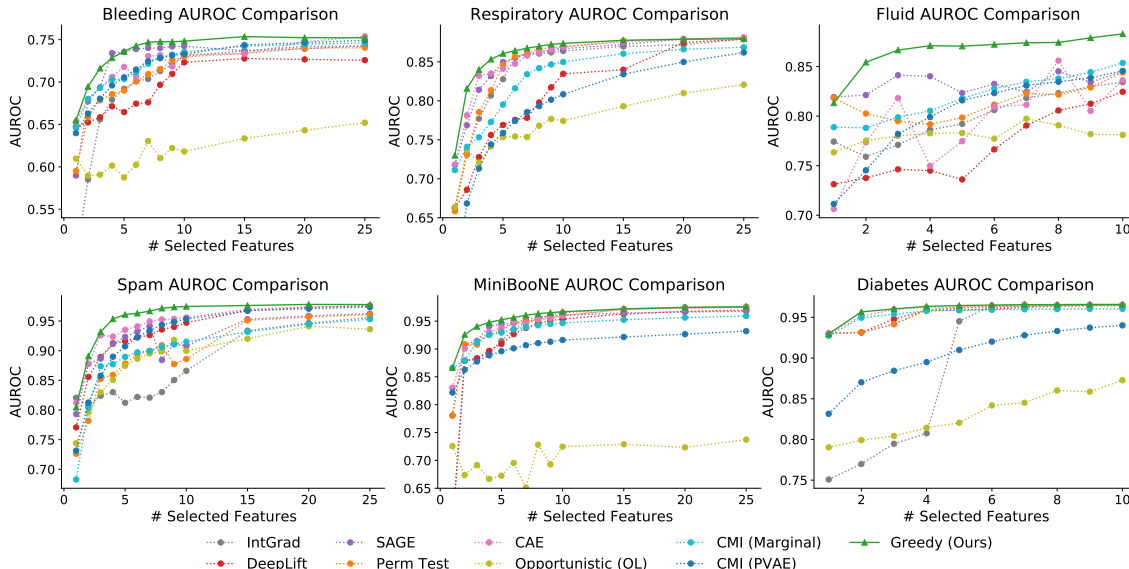 Bleeding AUROC Comparison
AUROC
0.75
0.70
0.65
0.60
0.55
0 5 10 15 20 25
# Selected Features
Respiratory AUROC Comparison
AUROC
0.85
0.80
0.75
0.70
0.65
0 5 10 15 20 25
# Selected Features
Fluid AUROC Comparison
AUROC
0.85
0.80
0.75
0.70
2 4 6 8 10
# Selected Features
Spam AUROC Comparison
AUROC
0.95
0.90
0.85
0.80
0.75
0.70
0 5 10 15 20 25
# Selected Features
MiniBooNE AUROC Comparison
AUROC
0.95
0.90
0.85
0.80
0.75
0.70
0.65
0 5 10 15 20 25
# Selected Features
Diabetes AUROC Comparison
AUROC
0.95
0.90
0.85
0.80
0.75
2 4 6 8 10
# Selected Features
IntGrad SAGE CAE CMI (Marginal) Greedy (Ours)
DeepLift Perm Test Opportunistic (OL) CMI (PVAE)